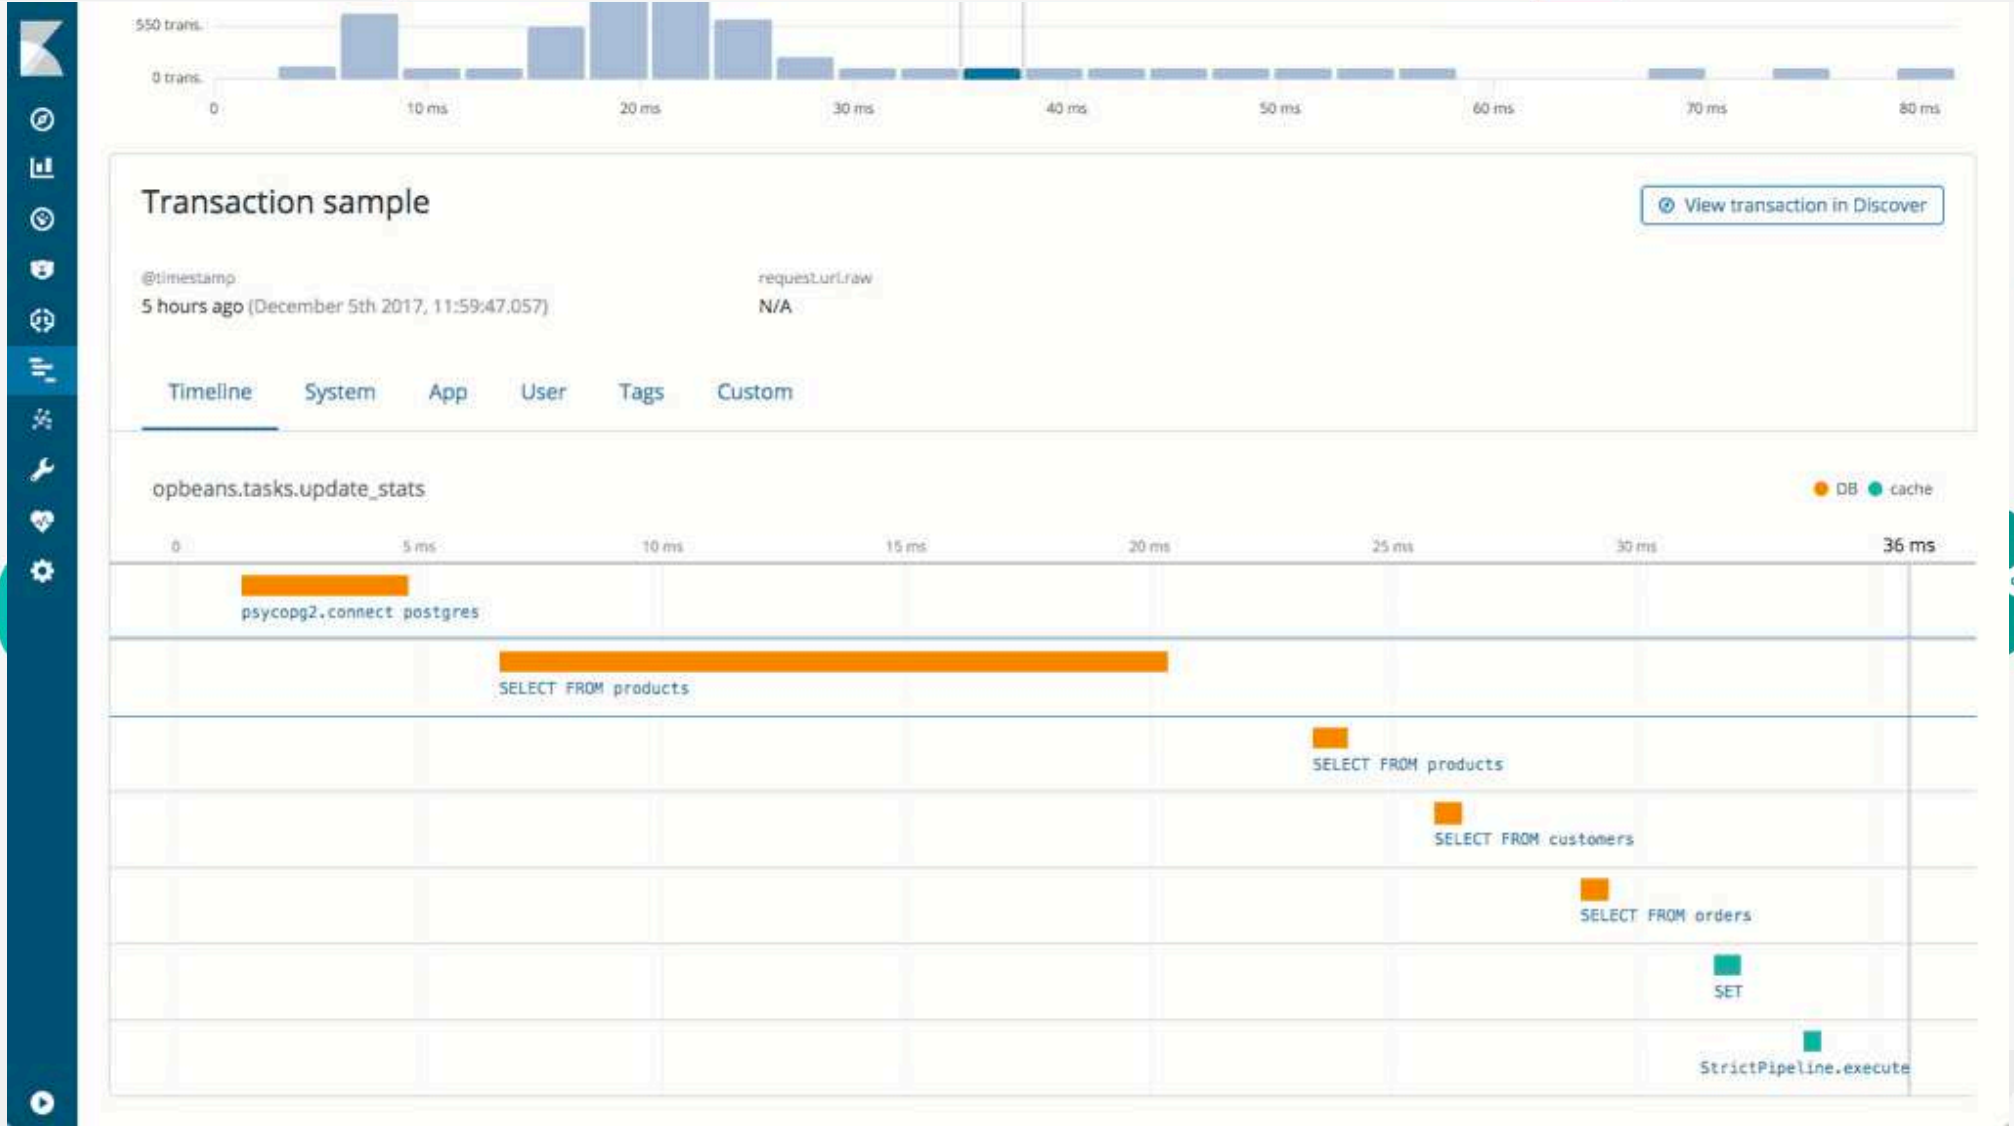 550 trans.
0 trans.
0 10 ms 20 ms 30 ms 40 ms 50 ms 60 ms 70 ms 80 ms
Transaction sample
View transaction in Discover
@timestamp request.url.raw
5 hours ago (December 5th 2017, 11:59:47.057) N/A
Timeline System App User Tags Custom
opbeans.tasks.update_stats DB cache
0 5 ms 10 ms 15 ms 20 ms 25 ms 30 ms 36 ms
psycopg2.connect postgres
SELECT FROM products
SELECT FROM products
SELECT FROM customers
SELECT FROM orders
SET
StrictPipeline.execute